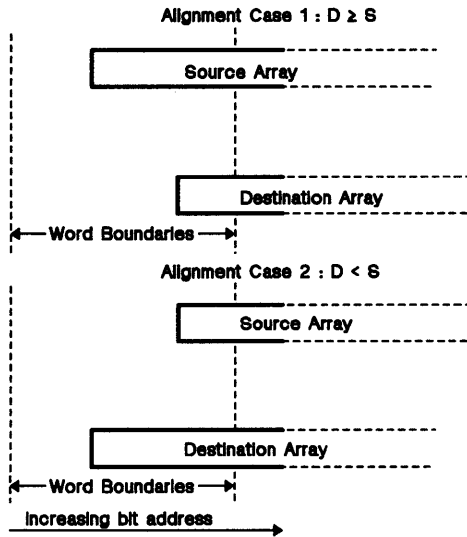 Alignment Case 1 : D ≥ S
Source Array
Destination Array
Word Boundaries
Alignment Case 2 : D < S
Source Array
Destination Array
Word Boundaries
increasing bit address